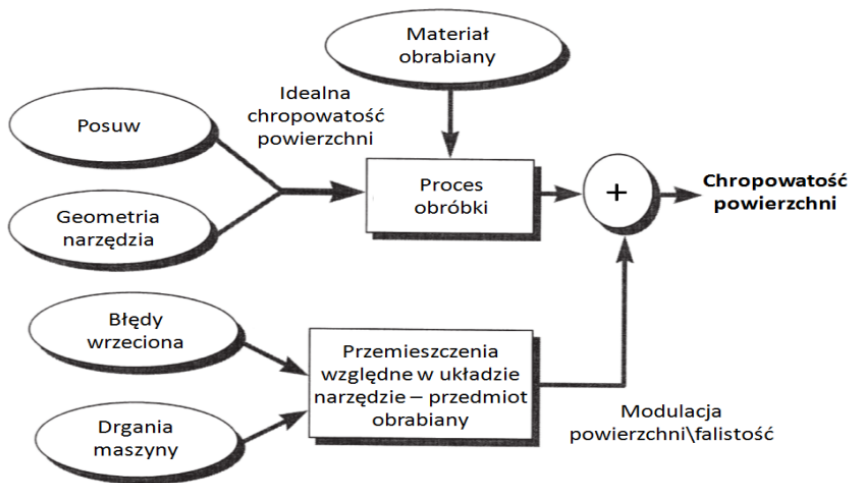 Materiał
obrabiany
Idealna
chropowatość
powierzchni
Posuw
Geometria
narzędzia
Proces
obróbki
+
Chropowatość
powierzchni
Błędy
wrzeciona
Drgania
maszyny
Przemieszczenia
względne w układzie
narzędzie – przedmiot
obrabiany
Modulacja
powierzchni\falistość